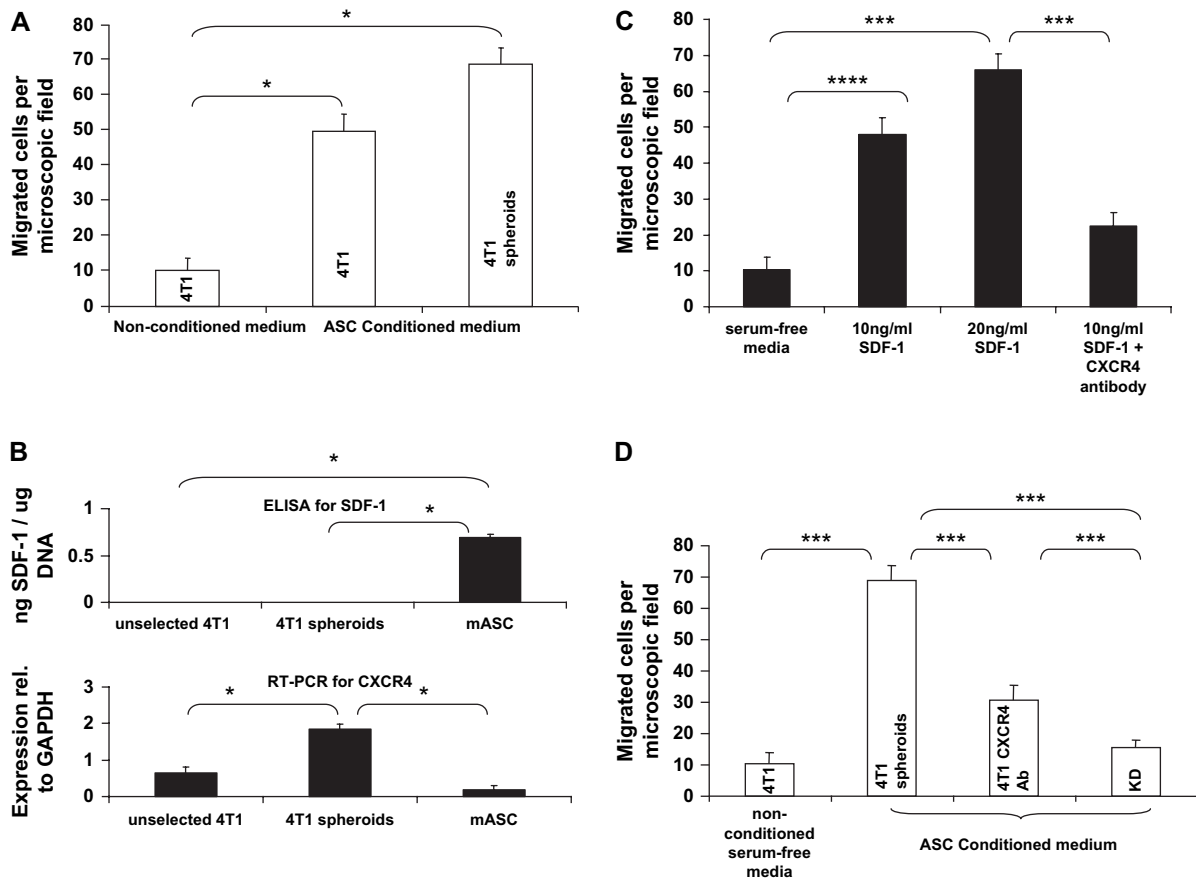 A
Migrated cells per
microscopic field
80
70
60
50
40
30
20
10
0
*
*
4T1
4T1
4T1
spheroids
Non-conditioned medium
ASC Conditioned medium
B
ng SDF-1 / ug
DNA
1
0.5
0
*
ELISA for SDF-1
*
unselected 4T1
4T1 spheroids
mASC
Expression rel.
to GAPDH
3
2
1
0
RT-PCR for CXCR4
*
*
unselected 4T1
4T1 spheroids
mASC
C
Migrated cells per
microscopic field
80
70
60
50
40
30
20
10
0
***
***
****
serum-free
media
10ng/ml
SDF-1
20ng/ml
SDF-1
10ng/ml
SDF-1 +
CXCR4
antibody
D
Migrated cells per
microscopic field
80
70
60
50
40
30
20
10
0
***
***
***
***
4T1
4T1
spheroids
4T1 CXCR4
Ab
KD
non-
conditioned
serum-free
media
ASC Conditioned medium